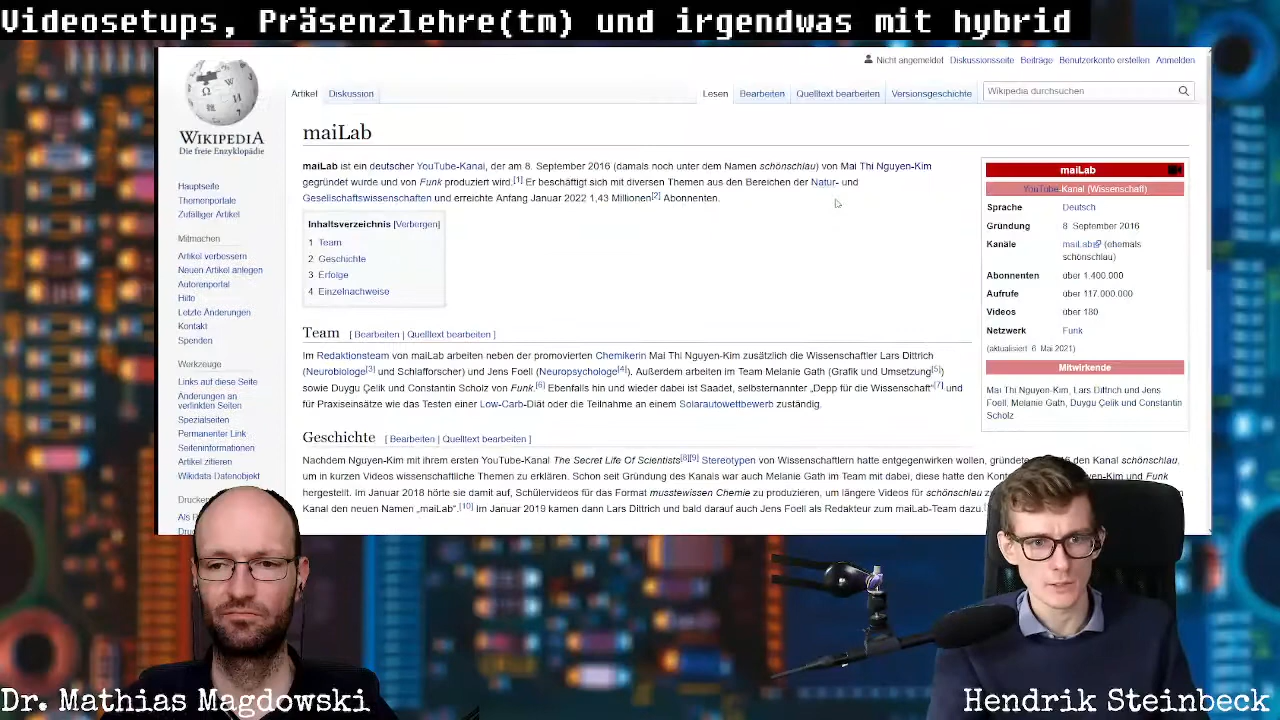 Videosetups, Präsenzlehre(tm) und irgendwas mit hybrid
WIKIPEDIA
Die freie Enzyklopädie
Hauptseite
Themenportale
Zufälliger Artikel
Mitmachen
Artikel verbessern
Neuen Artikel anlegen
Autorenportal
Hilfe
Letzte Änderungen
Kontakt
Spenden
Werkzeuge
Links auf diese Seite
Änderungen an
verlinkten Seiten
Spezialseiten
Permanenter Link
Seiteninformationen
Artikel zitieren
Wikidata Datenobjekt
Nicht angemeldet Diskussionsseite Beiträge Benutzerkonto erstellen Anmelden
Artikel Diskussion Lesen Bearbeiten Quelltext bearbeiten Versionsgeschichte Wikipedia durchsuchen
maiLab
maiLab ist ein deutscher YouTube-Kanal, der am 8. September 2016 (damals noch unter dem Namen schönschlau) von Mai Thi Nguyen-Kim
gegründet wurde und von Funk produziert wird.[1] Er beschäftigt sich mit diversen Themen aus den Bereichen der Natur- und
Gesellschaftswissenschaften und erreichte Anfang Januar 2022 1,43 Millionen[2] Abonnenten.
Inhaltsverzeichnis [Verbergen]
1 Team
2 Geschichte
3 Erfolge
4 Einzelnachweise
Team [ Bearbeiten | Quelltext bearbeiten ]
Im Redaktionsteam von maiLab arbeiten neben der promovierten Chemikerin Mai Thi Nguyen-Kim zusätzlich die Wissenschaftler Lars Dittrich
(Neurobiologe[3] und Schlafforscher) und Jens Foell (Neuropsychologe[4]). Außerdem arbeiten im Team Melanie Gath (Grafik und Umsetzung[5])
sowie Duygu Çelik und Constantin Scholz von Funk.[6] Ebenfalls hin und wieder dabei ist Saadet, selbsternannter „Depp für die Wissenschaft“[7] und
für Praxiseinsätze wie das Testen einer Low-Carb-Diät oder die Teilnahme an einem Solarautowettbewerb zuständig.
Geschichte [ Bearbeiten | Quelltext bearbeiten ]
Nachdem Nguyen-Kim mit ihrem ersten YouTube-Kanal The Secret Life Of Scientists[8][9] Stereotypen von Wissenschaftlern hatte entgegenwirken wollen, den Kanal schönschlau,
um in kurzen Videos wissenschaftliche Themen zu erklären. Schon seit Gründung des Kanals war auch Melanie Gath im Team mit dabei, diese hatte den und Funk
hergestellt. Im Januar 2018 hörte sie damit auf, Schülervideos für das Format musstewissen Chemie zu produzieren, um längere Videos für schönschlau
Kanal den neuen Namen „maiLab“.[10] Im Januar 2019 kamen dann Lars Dittrich und bald darauf auch Jens Foell als Redakteur zum maiLab-Team dazu.
maiLab
YouTube-Kanal (Wissenschaft)
Sprache Deutsch
Gründung 8. September 2016
Kanäle maiLab (ehemals
schönschlau)
Abonnenten über 1.400.000
Aufrufe über 117.000.000
Videos über 180
Netzwerk Funk
(aktualisiert: 6. Mai 2021)
Mitwirkende
Mai Thi Nguyen-Kim, Lars Dittrich und Jens
Foell, Melanie Gath, Duygu Çelik und Constantin
Scholz
Dr. Mathias Magdowski
Hendrik Steinbeck